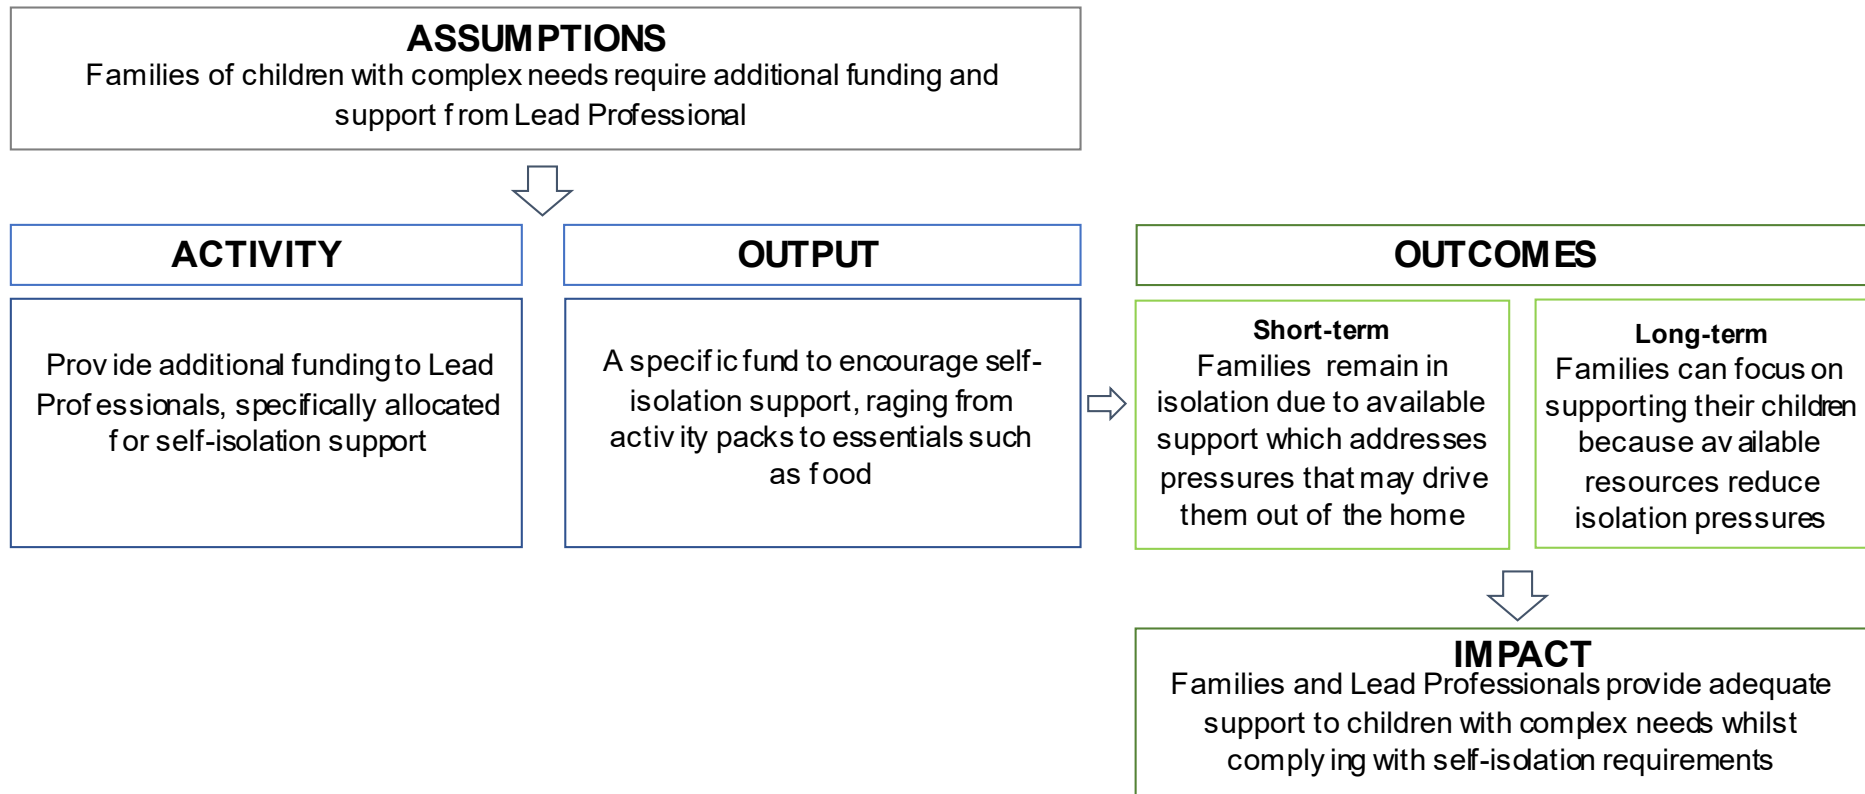 ASSUMPTIONS
Families of children with complex needs require additional funding and
support from Lead Professional
ACTIVITY
Provide additional funding to Lead
Professionals, specifically allocated
for self-isolation support
OUTPUT
A specific fund to encourage self-
isolation support, raging from
activity packs to essentials such
as food
OUTCOMES
Short-term
Families remain in
isolation due to available
support which addresses
pressures that may drive
them out of the home
Long-term
Families can focus on
supporting their children
because available
resources reduce
isolation pressures
IMPACT
Families and Lead Professionals provide adequate
support to children with complex needs whilst
complying with self-isolation requirements